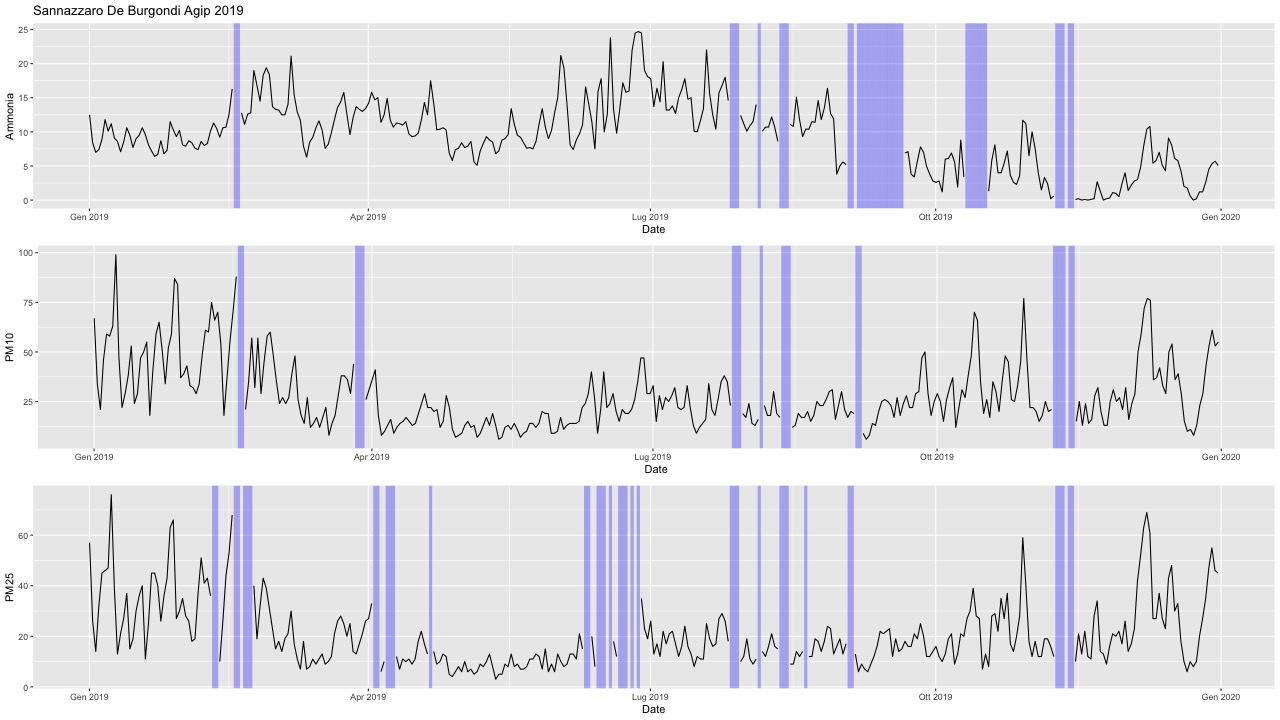 Sannazzaro De Burgondi Agip 2019
Ammonia
25
20
15
10
5
0
Gen 2019 Apr 2019 Lug 2019 Ott 2019 Gen 2020
Date
PM10
100
75
50
25
Gen 2019 Apr 2019 Lug 2019 Ott 2019 Gen 2020
Date
PM25
60
40
20
0
Gen 2019 Apr 2019 Lug 2019 Ott 2019 Gen 2020
Date